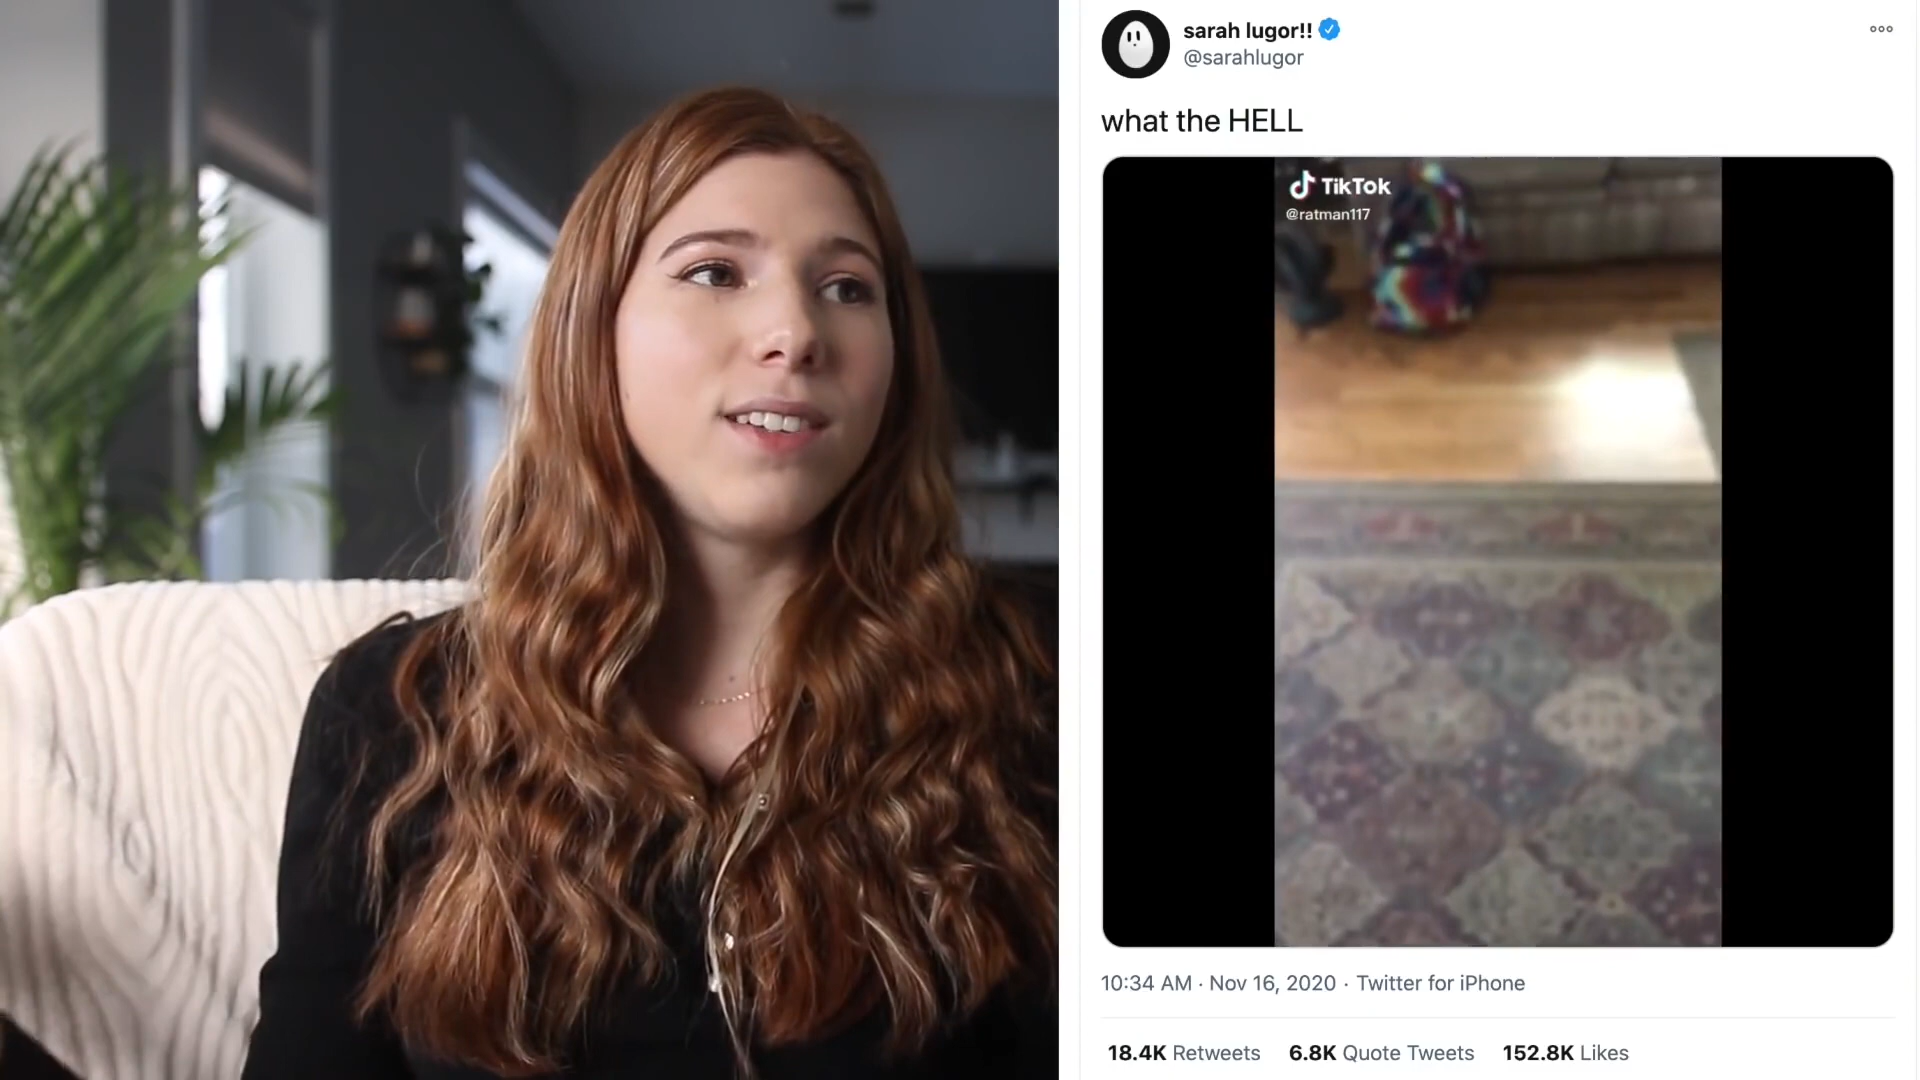 sarah lugor!!
@sarahlugor
what the HELL
TikTok
@ratman117
10:34 AM · Nov 16, 2020 · Twitter for iPhone
18.4K Retweets 6.8K Quote Tweets 152.8K Likes